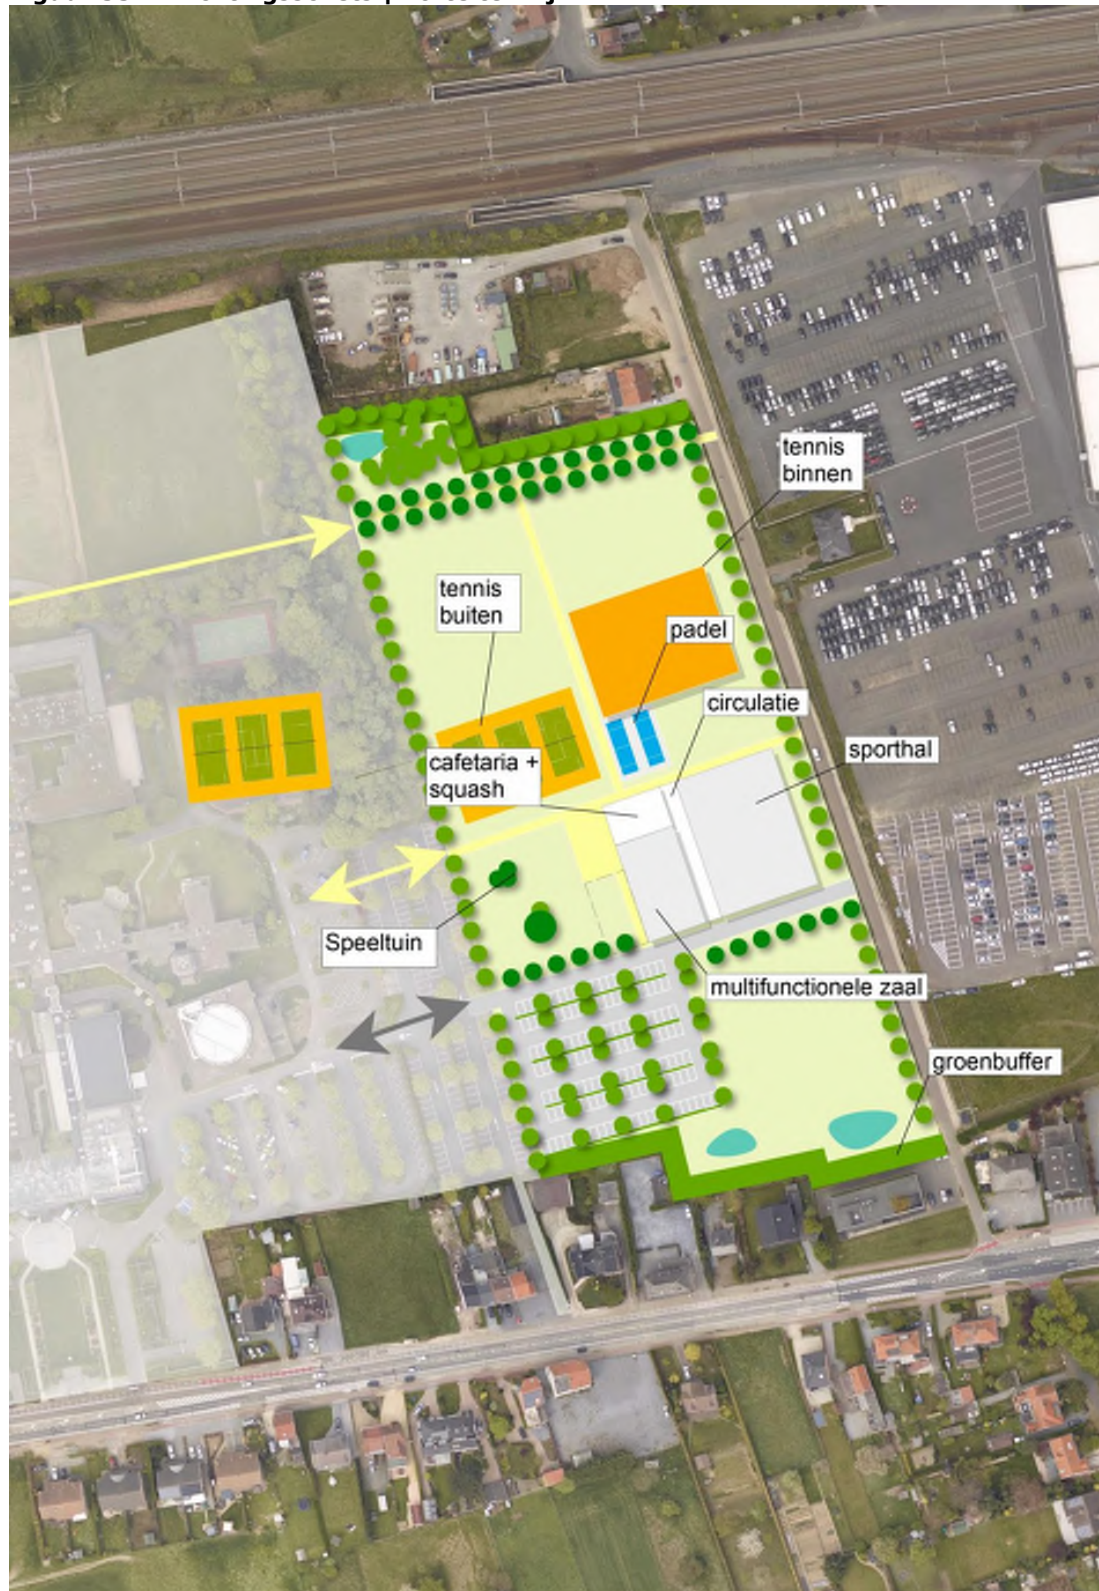 tennis
binnen
tennis
buiten
padel
circulatie
sporthal
cafetaria +
squash
Speeltuin
multifunctionele zaal
groenbuffer